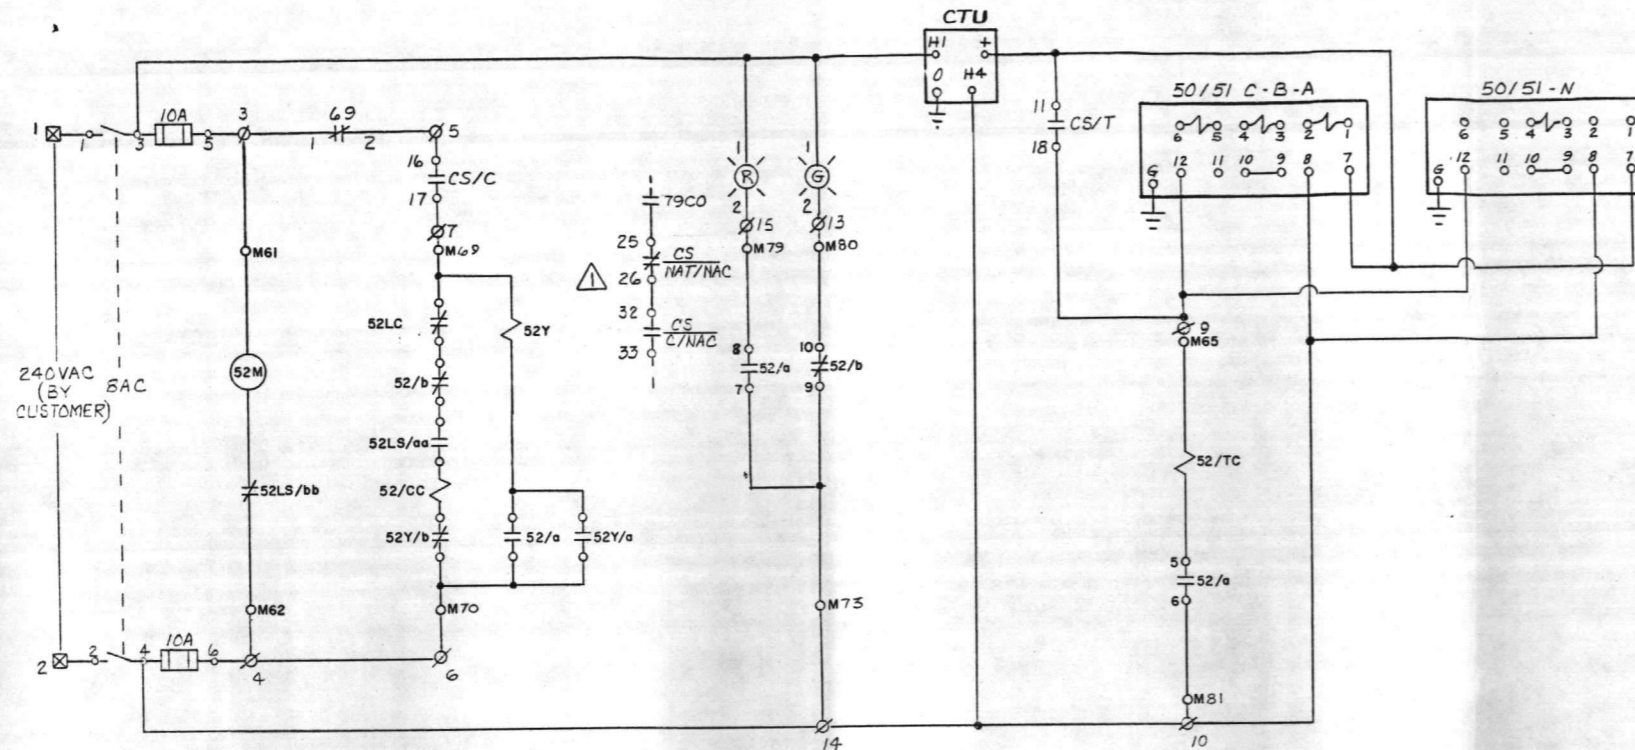 CTU
H1 +
O H4
50/51 C-B-A
6 5 4 3 2 1
12 11 10 9 8 7
G
50/51-N
6 5 4 3 2 1
12 11 10 9 8 7
G
1
1
3
10A
5
3
69
1 2
5
16
CS/C
17
7
M69
M61
11
CS/T
18
1
R
2
15
M79
1
G
2
13
M80
79CO
25
CS
NAT/NAC
26
32
CS
C/NAC
33
1
52LC
52Y
240VAC
(BY
CUSTOMER)
52M
52/b
8
52/a
7
10
52/b
9
9
M65
52LS/aa
52/TC
52LS/bb
52/CC
52Y/b
52/a
52Y/a
5
52/a
6
M62
M70
M73
2
2
4
10A
6
4
6
M81
14
10